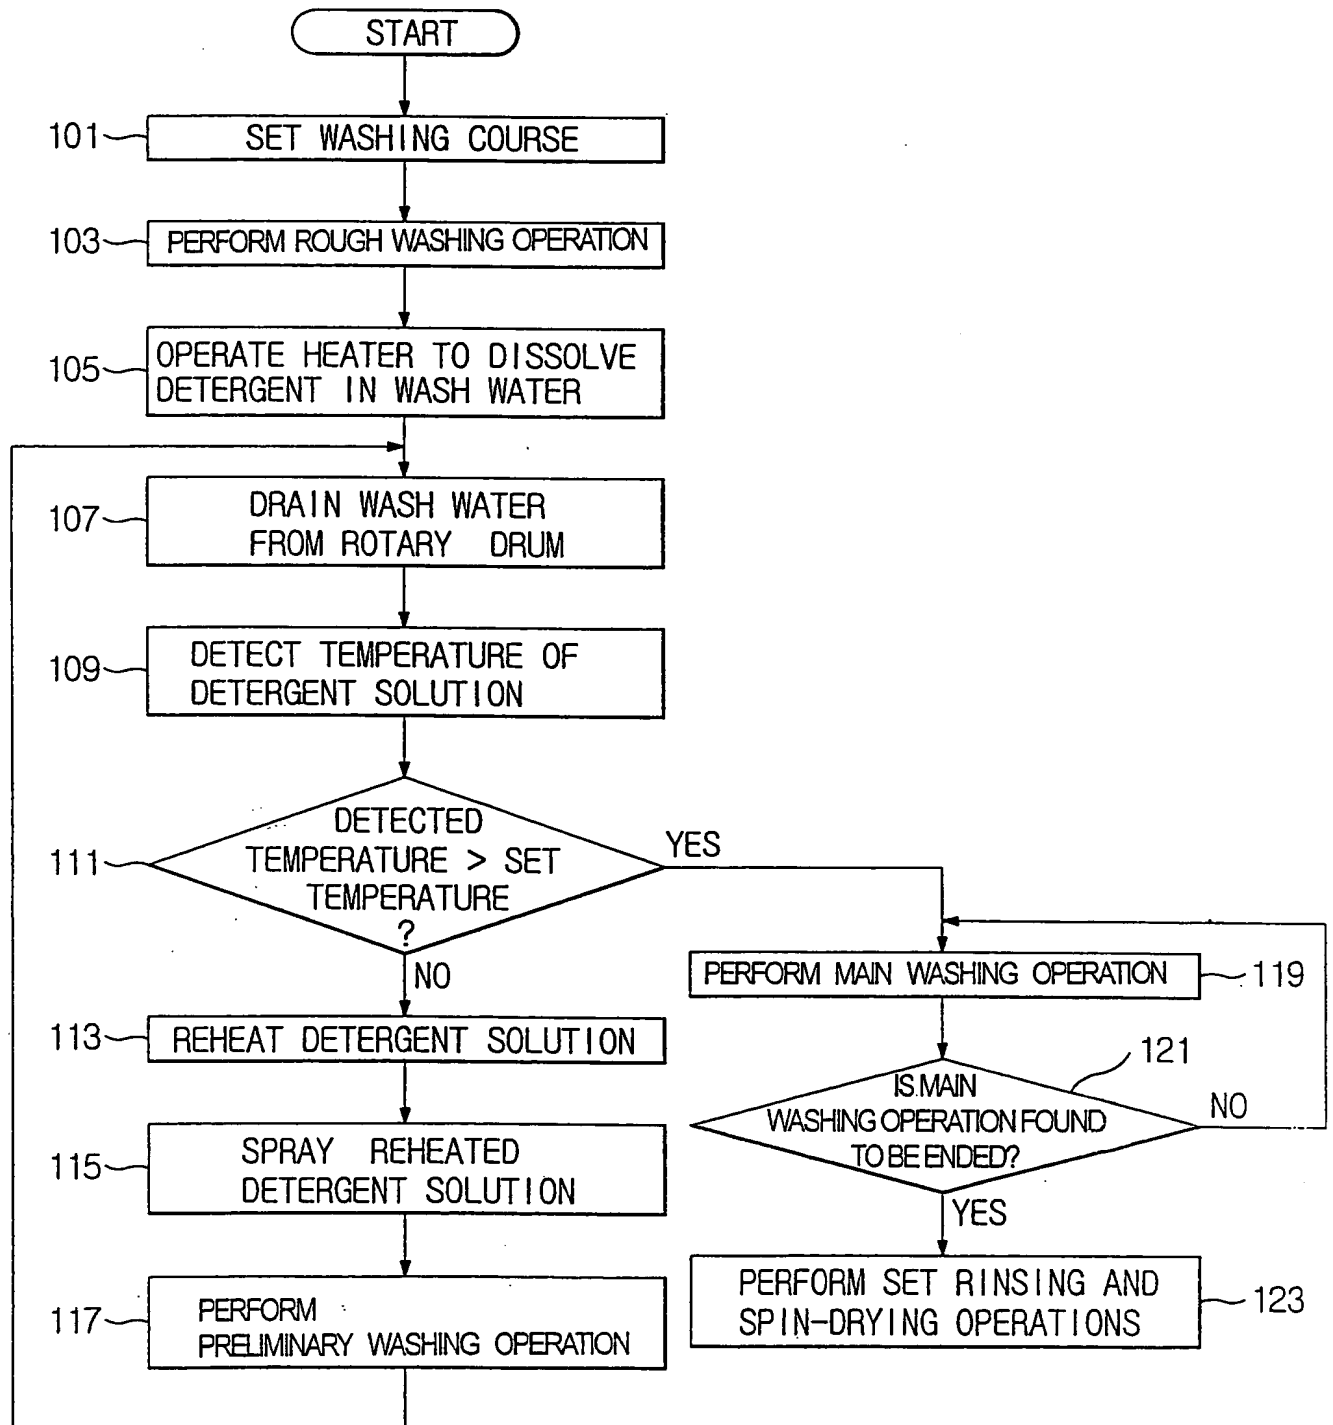 START
101
SET WASHING COURSE
103
PERFORM ROUGH WASHING OPERATION
105
OPERATE HEATER TO DISSOLVE
DETERGENT IN WASH WATER
107
DRAIN WASH WATER
FROM ROTARY DRUM
109
DETECT TEMPERATURE OF
DETERGENT SOLUTION
111
DETECTED
TEMPERATURE > SET
TEMPERATURE
?
YES
NO
113
REHEAT DETERGENT SOLUTION
115
SPRAY REHEATED
DETERGENT SOLUTION
117
PERFORM
PRELIMINARY WASHING OPERATION
PERFORM MAIN WASHING OPERATION
119
121
IS MAIN
WASHING OPERATION FOUND
TO BE ENDED?
NO
YES
PERFORM SET RINSING AND
SPIN-DRYING OPERATIONS
123